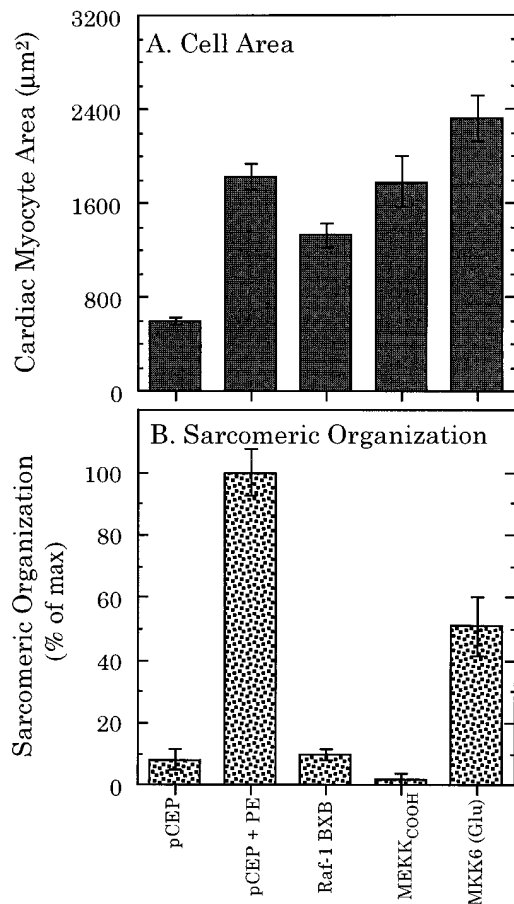 A. Cell Area
Cardiac Myocyte Area (µm²)
3200
2400
1600
800
0
B. Sarcomeric Organization
Sarcomeric Organization
(% of max)
100
80
60
40
20
0
pCEP
pCEP + PE
Raf-1 BXB
MEKK_COOH
MKK6 (Glu)